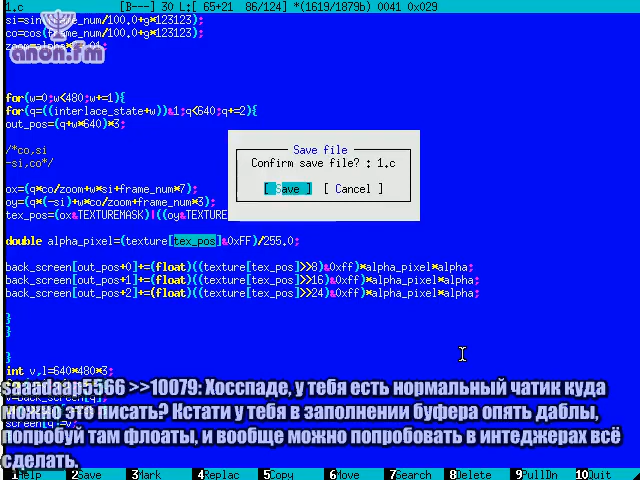 1.c [B---] 30 L:[ 65+21 86/124] *(1619/1879b) 0041 0x029
si=sin frame_num/100.0+g*123123);
co=cos(frame_num/100.0+g*123123);
anon.fm
for(w=0;w<480;w+=1){
for(q=((interlace_state+w))&1;q<640;q+=2){
out_pos=(q+w*640)*3;
/*co,si
-si,co*/
Save file
Confirm save file? : 1.c
[ Save ] [ Cancel ]
ox=(q*co/zoom+w*si+frame_num*7);
oy=(q*(-si)+w*co/zoom+frame_num*3);
tex_pos=(ox&TEXTUREMASK)|((oy&TEXTURE
double alpha_pixel=(texture[tex_pos]&0xFF)/255.0;
back_screen[out_pos+0]+=(float)((texture[tex_pos]>>8)&0xff)*alpha_pixel*alpha;
back_screen[out_pos+1]+=(float)((texture[tex_pos]>>16)&0xff)*alpha_pixel*alpha;
back_screen[out_pos+2]+=(float)((texture[tex_pos]>>24)&0xff)*alpha_pixel*alpha;
}
}
}
int v,l=640*480*3;
saaadaap5566 >>10079: Хосспаде, у тебя есть нормальный чатик куда
можно это писать? Кстати у тебя в заполнении буфера опять даблы,
v=back_screen[q];
попробуй там флоаты, и вообще можно попробовать в интеджерах всё
screen[q]=v;
сделать.
1Help 2Save 3Mark 4Replac 5Copy 6Move 7Search 8Delete 9PullDn 10Quit